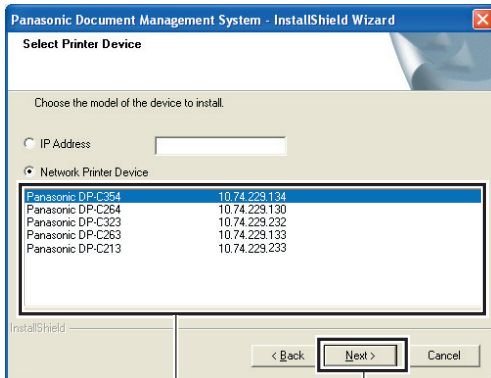 Panasonic Document Management System - InstallShield Wizard
Select Printer Device
Choose the model of the device to install.
IP Address
Network Printer Device
Panasonic DP-C354 10.74.229.134
Panasonic DP-C264 10.74.229.130
Panasonic DP-C323 10.74.229.232
Panasonic DP-C263 10.74.229.133
Panasonic DP-C213 10.74.229.233
InstallShield
< Back Next > Cancel